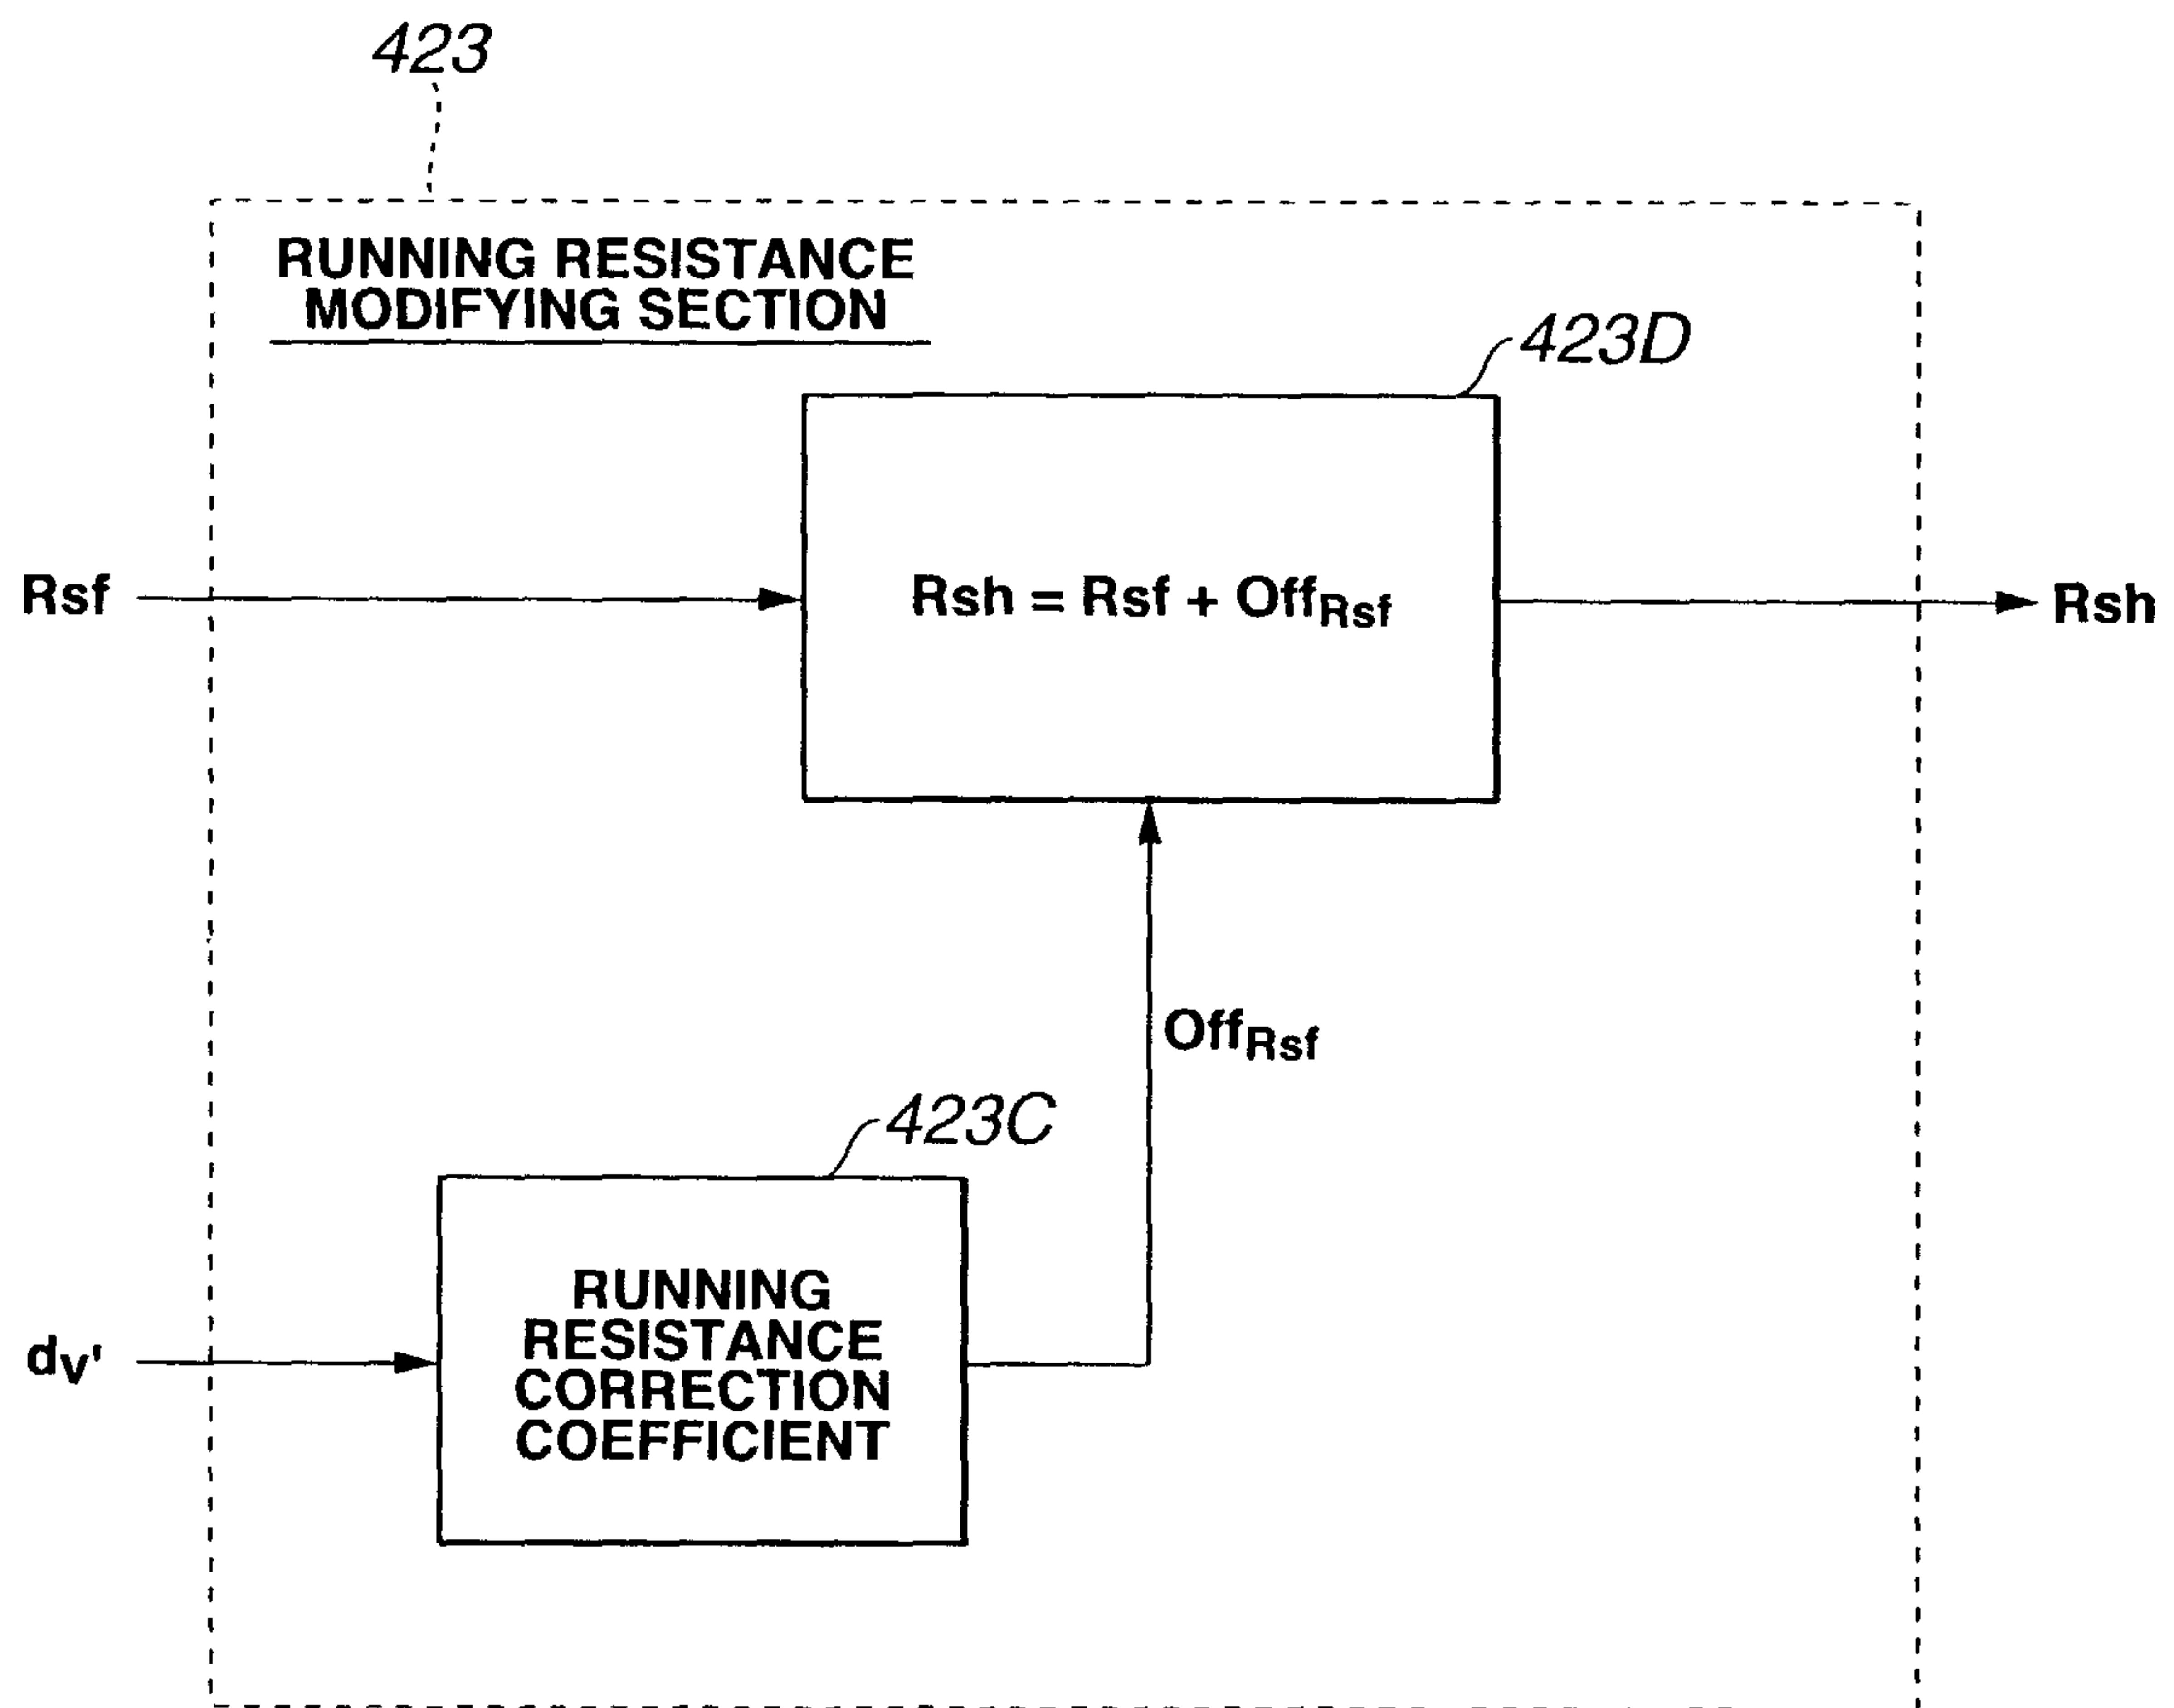 423
RUNNING RESISTANCE
MODIFYING SECTION
423D
Rsf
Rsh = Rsf + OffRsf
Rsh
OffRsf
423C
dv'
RUNNING
RESISTANCE
CORRECTION
COEFFICIENT